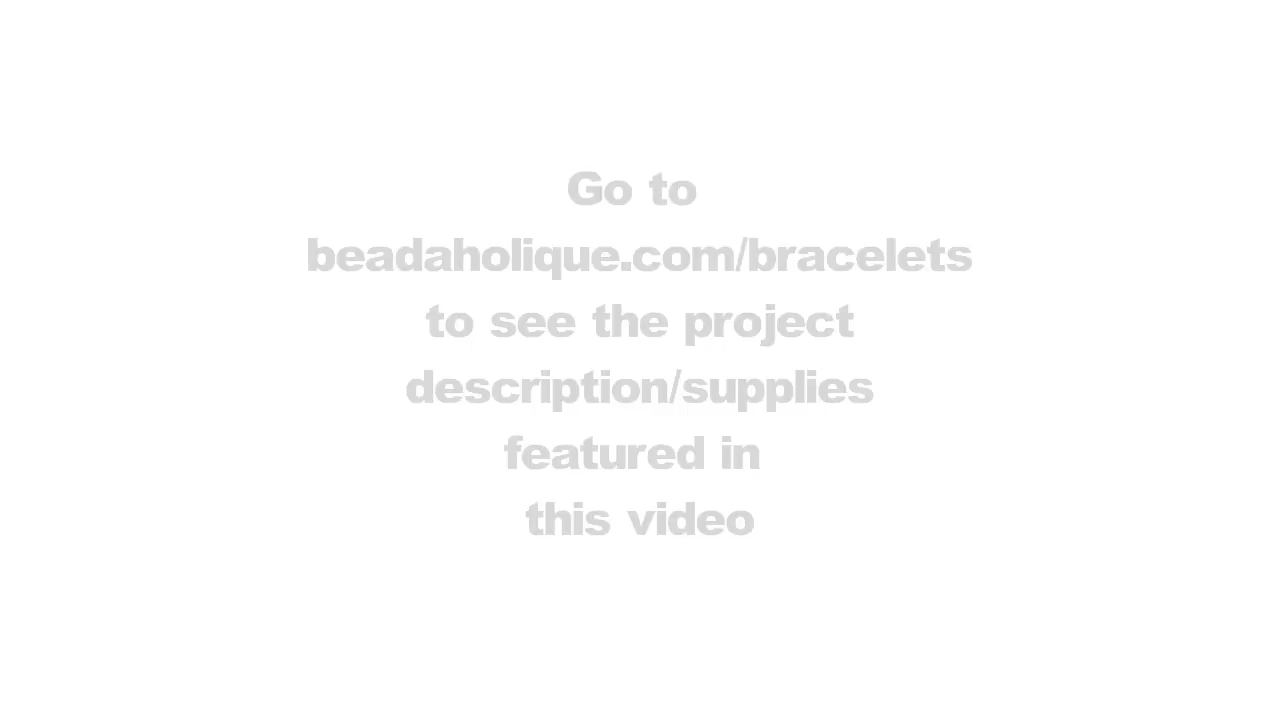 Go to
beadaholique.com/bracelets
to see the project
description/supplies
featured in
this video